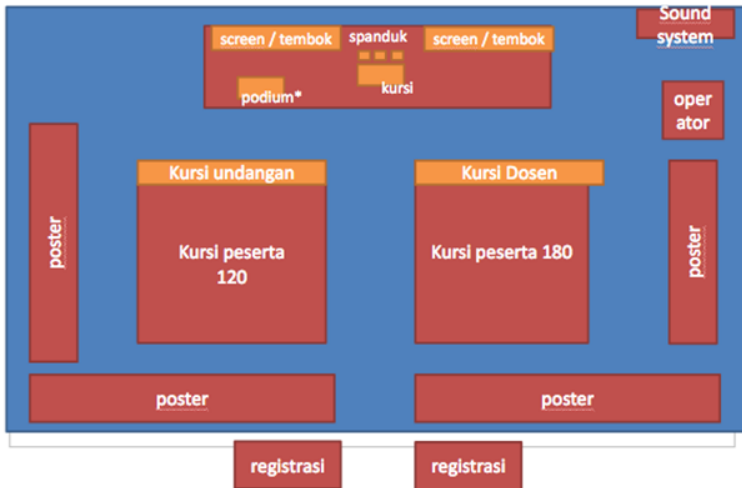 Sound
system
screen / tembok
spanduk
screen / tembok
podium*
kursi
oper
ator
poster
Kursi undangan
Kursi peserta
120
Kursi Dosen
Kursi peserta 180
poster
poster
poster
registrasi
registrasi